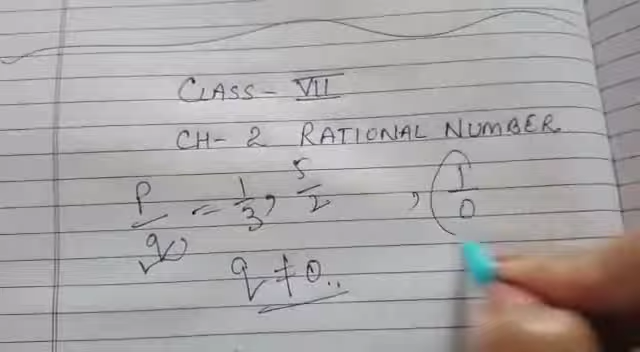 CLASS - VII
CH- 2 RATIONAL NUMBER
p/q = 1/3, 5/2, 1/0
q ≠ 0..